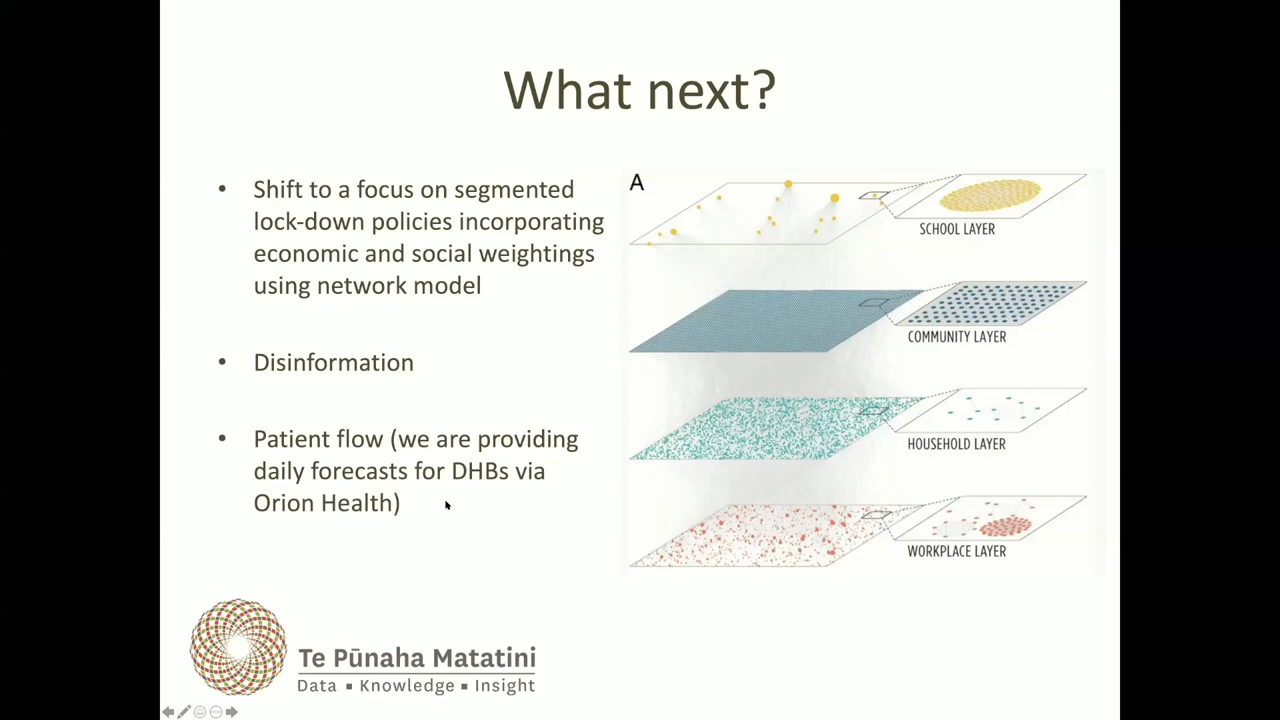 What next?
• Shift to a focus on segmented
lock-down policies incorporating
economic and social weightings
using network model
• Disinformation
• Patient flow (we are providing
daily forecasts for DHBs via
Orion Health)
A
SCHOOL LAYER
COMMUNITY LAYER
HOUSEHOLD LAYER
WORKPLACE LAYER
Te Pūnaha Matatini
Data ▪ Knowledge ▪ Insight